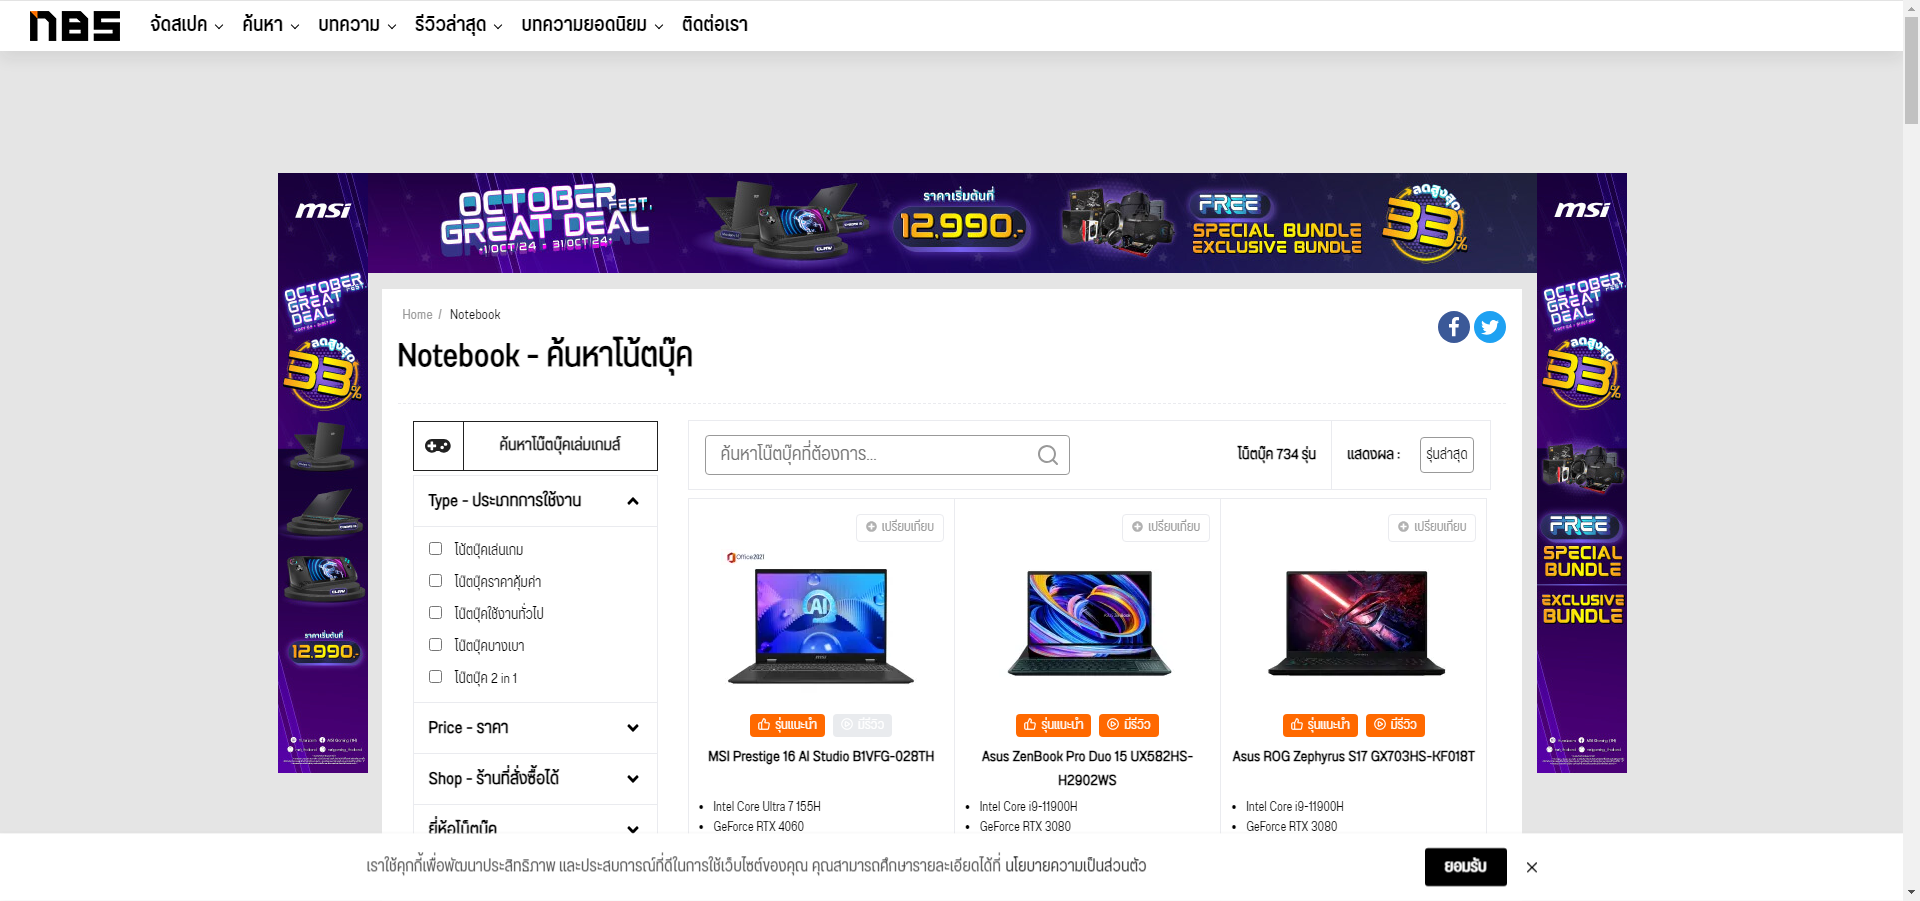 NBS
จัดสเปค
ค้นหา
บทความ
รีวิวล่าสุด
บทความยอดนิยม
ติดต่อเรา
msi
OCTOBER
GREAT DEAL FEST.
1 OCT/24 - 31 OCT/24
ราคาเริ่มต้นที่
12,990.-
FREE
SPECIAL BUNDLE
EXCLUSIVE BUNDLE
ลดสูงสุด
33%
msi
OCTOBER
GREAT FEST.
DEAL
ลดสูงสุด
33%
ราคาเริ่มต้นที่
12,990.-
OCTOBER
GREAT FEST.
DEAL
ลดสูงสุด
33%
FREE
SPECIAL
BUNDLE
EXCLUSIVE
BUNDLE
Home / Notebook
Notebook - ค้นหาโน้ตบุ๊ค
ค้นหาโน๊ตบุ๊คเล่มเกมส์
Type - ประเภทการใช้งาน
โน้ตบุ๊คเล่นเกม
โน้ตบุ๊คราคาคุ้มค่า
โน๊ตบุ๊คใช้งานทั่วไป
โน๊ตบุ๊คบางเบา
โน๊ตบุ๊ค 2 in 1
Price - ราคา
Shop - ร้านที่สั่งซื้อได้
ยี่ห้อโน็ตบุ๊ค
ค้นหาโน๊ตบุ๊คที่ต้องการ...
โน็ตบุ๊ค 734 รุ่น
แสดงผล :
รุ่นล่าสุด
เปรียบเทียบ
Office2021
รุ่นแนะนำ
มีรีวิว
MSI Prestige 16 AI Studio B1VFG-028TH
Intel Core Ultra 7 155H
GeForce RTX 4060
เปรียบเทียบ
รุ่นแนะนำ
มีรีวิว
Asus ZenBook Pro Duo 15 UX582HS-
H2902WS
Intel Core i9-11900H
GeForce RTX 3080
เปรียบเทียบ
รุ่นแนะนำ
มีรีวิว
Asus ROG Zephyrus S17 GX703HS-KF018T
Intel Core i9-11900H
GeForce RTX 3080
เราใช้คุกกี้เพื่อพัฒนาประสิทธิภาพ และประสบการณ์ที่ดีในการใช้เว็บไซต์ของคุณ คุณสามารถศึกษารายละเอียดได้ที่ นโยบายความเป็นส่วนตัว
ยอมรับ